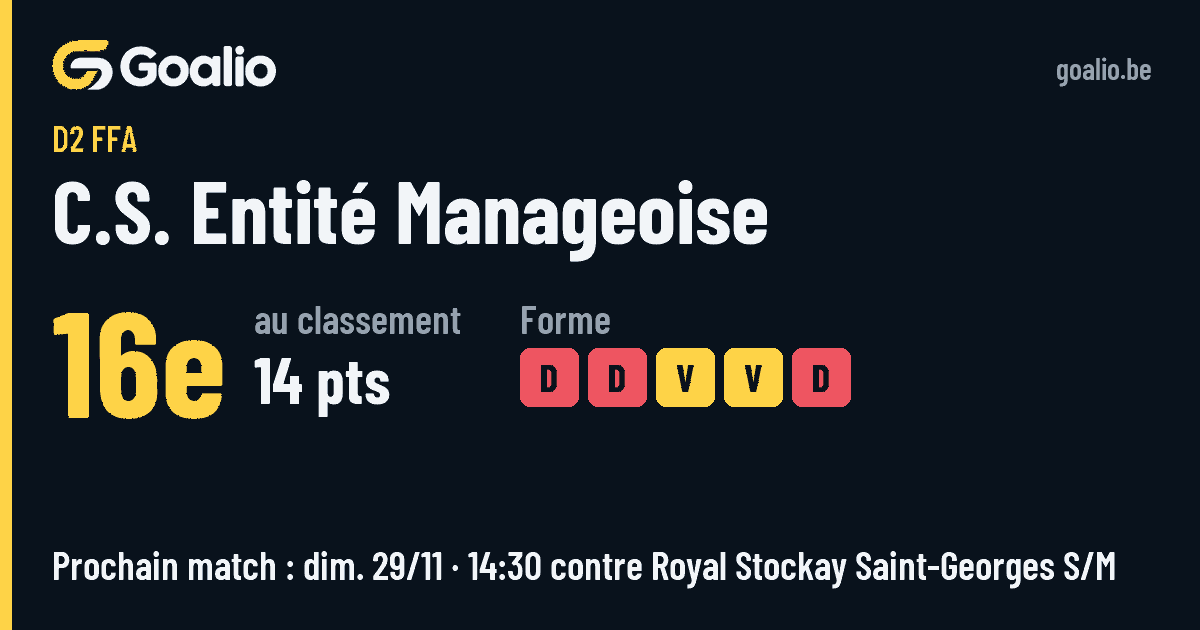 Goalio
goalio.be
D2 FFA
C.S. Entité Manageoise
16e
au classement
14 pts
Forme
D D V V D
Prochain match : dim. 29/11 · 14:30 contre Royal Stockay Saint-Georges S/M